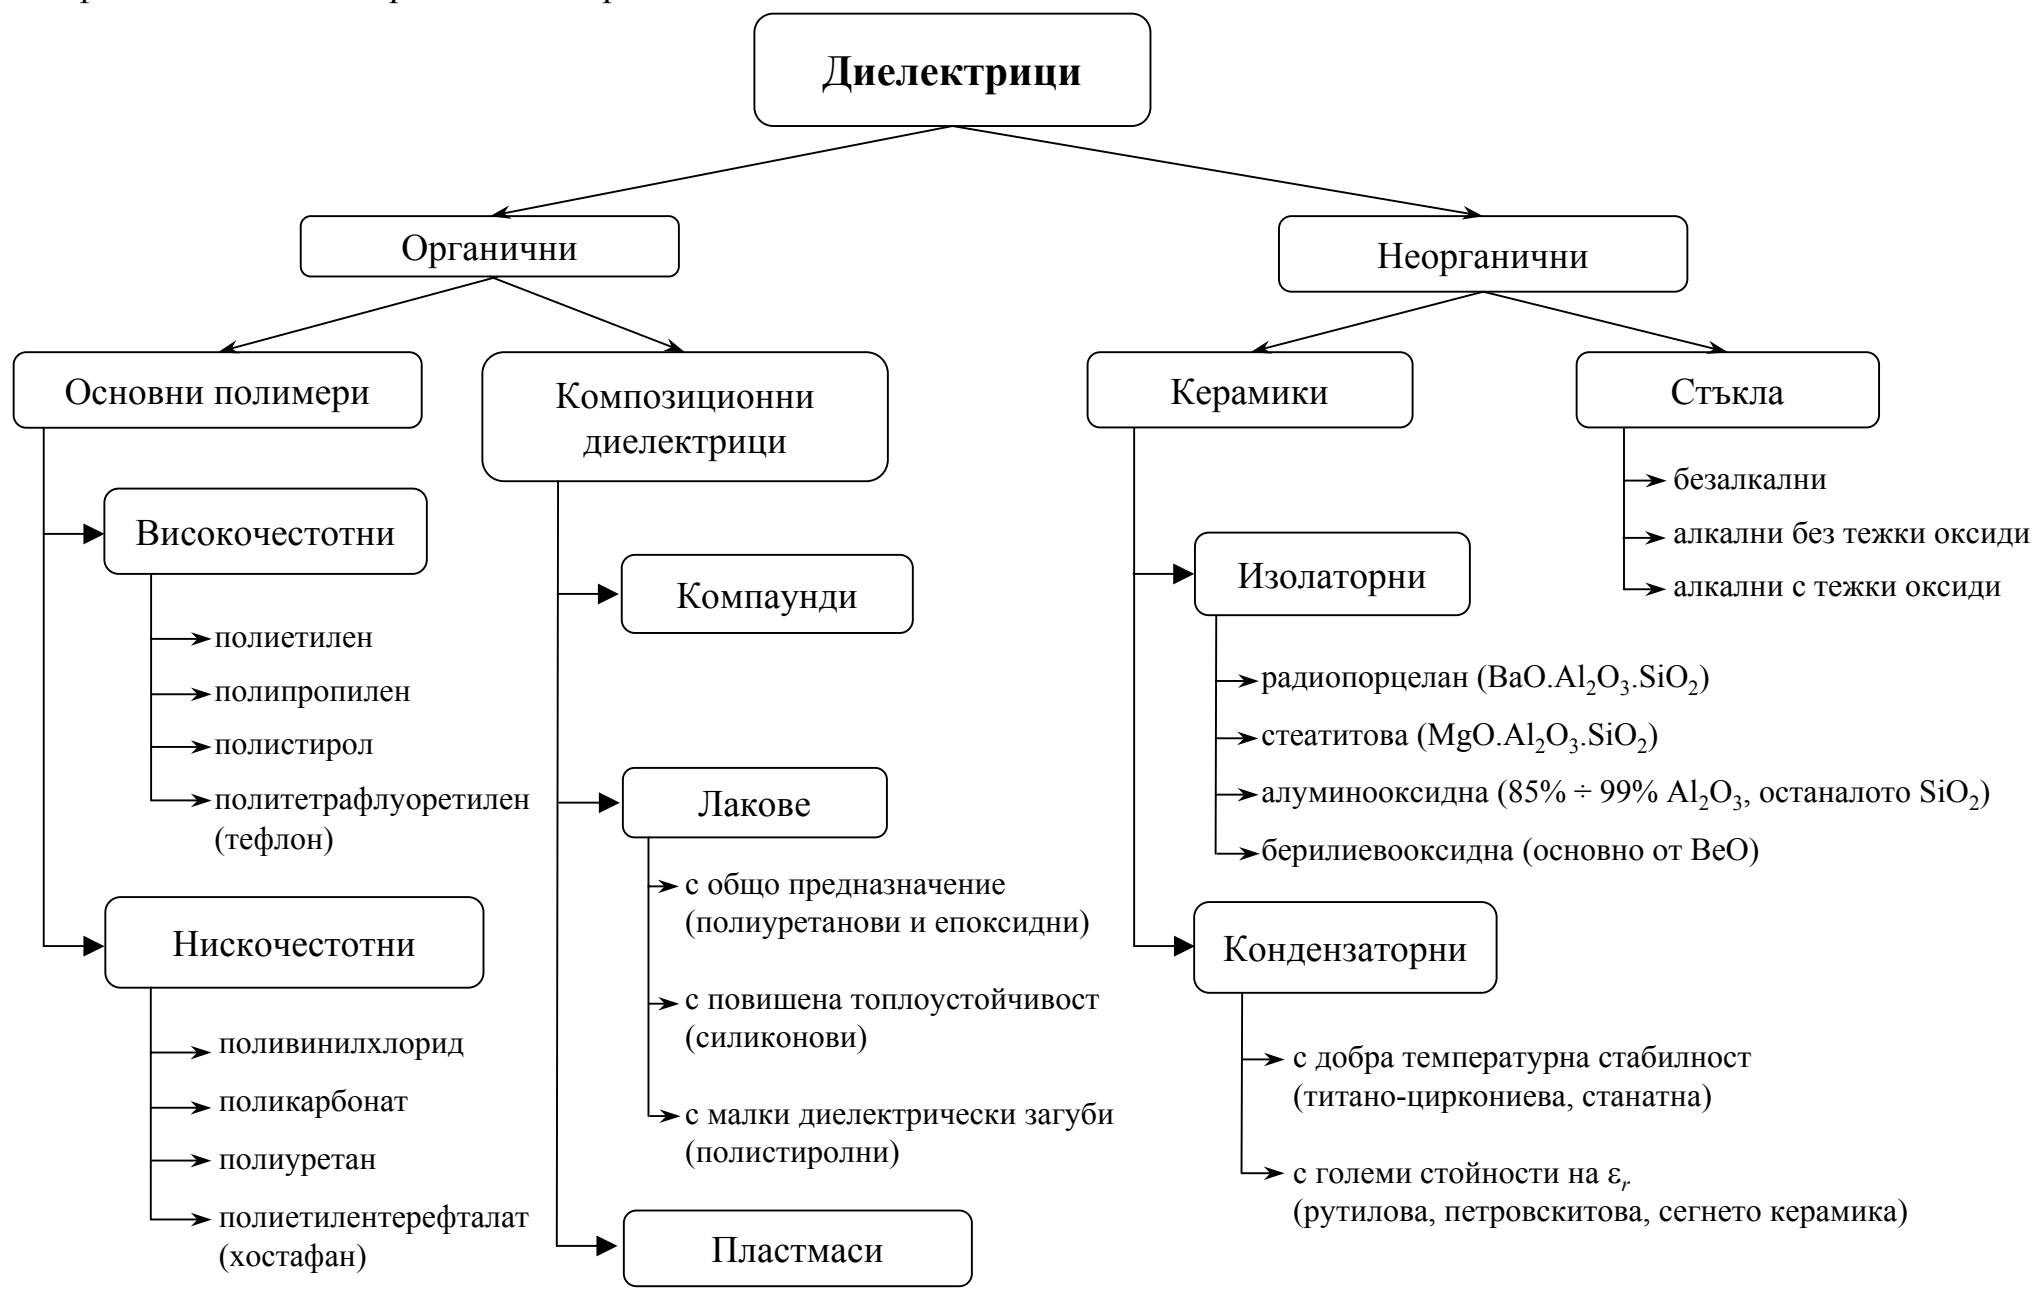 Диелектрици
Органични
Неорганични
Основни полимери
Композиционни
диелектрици
Керамики
Стъкла
Високочестотни
полиетилен
полипропилен
полистирол
политетрафлуоретилен
(тефлон)
Нискочестотни
поливинилхлорид
поликарбонат
полиуретан
полиетилентерефталат
(хостафан)
Компаунди
Лакове
с общо предназначение
(полиуретанови и епоксидни)
с повишена топлоустойчивост
(силиконови)
с малки диелектрически загуби
(полистиролни)
Пластмаси
Изолаторни
радиопорцелан (BaO.Al₂O₃.SiO₂)
стеатитова (MgO.Al₂O₃.SiO₂)
алуминооксидна (85% ÷ 99% Al₂O₃, останалото SiO₂)
берилиевооксидна (основно от BeO)
Кондензаторни
с добра температурна стабилност
(титано-циркониева, станатна)
с големи стойности на εᵣ
(рутилова, петровскитова, сегнето керамика)
безалкални
алкални без тежки оксиди
алкални с тежки оксиди